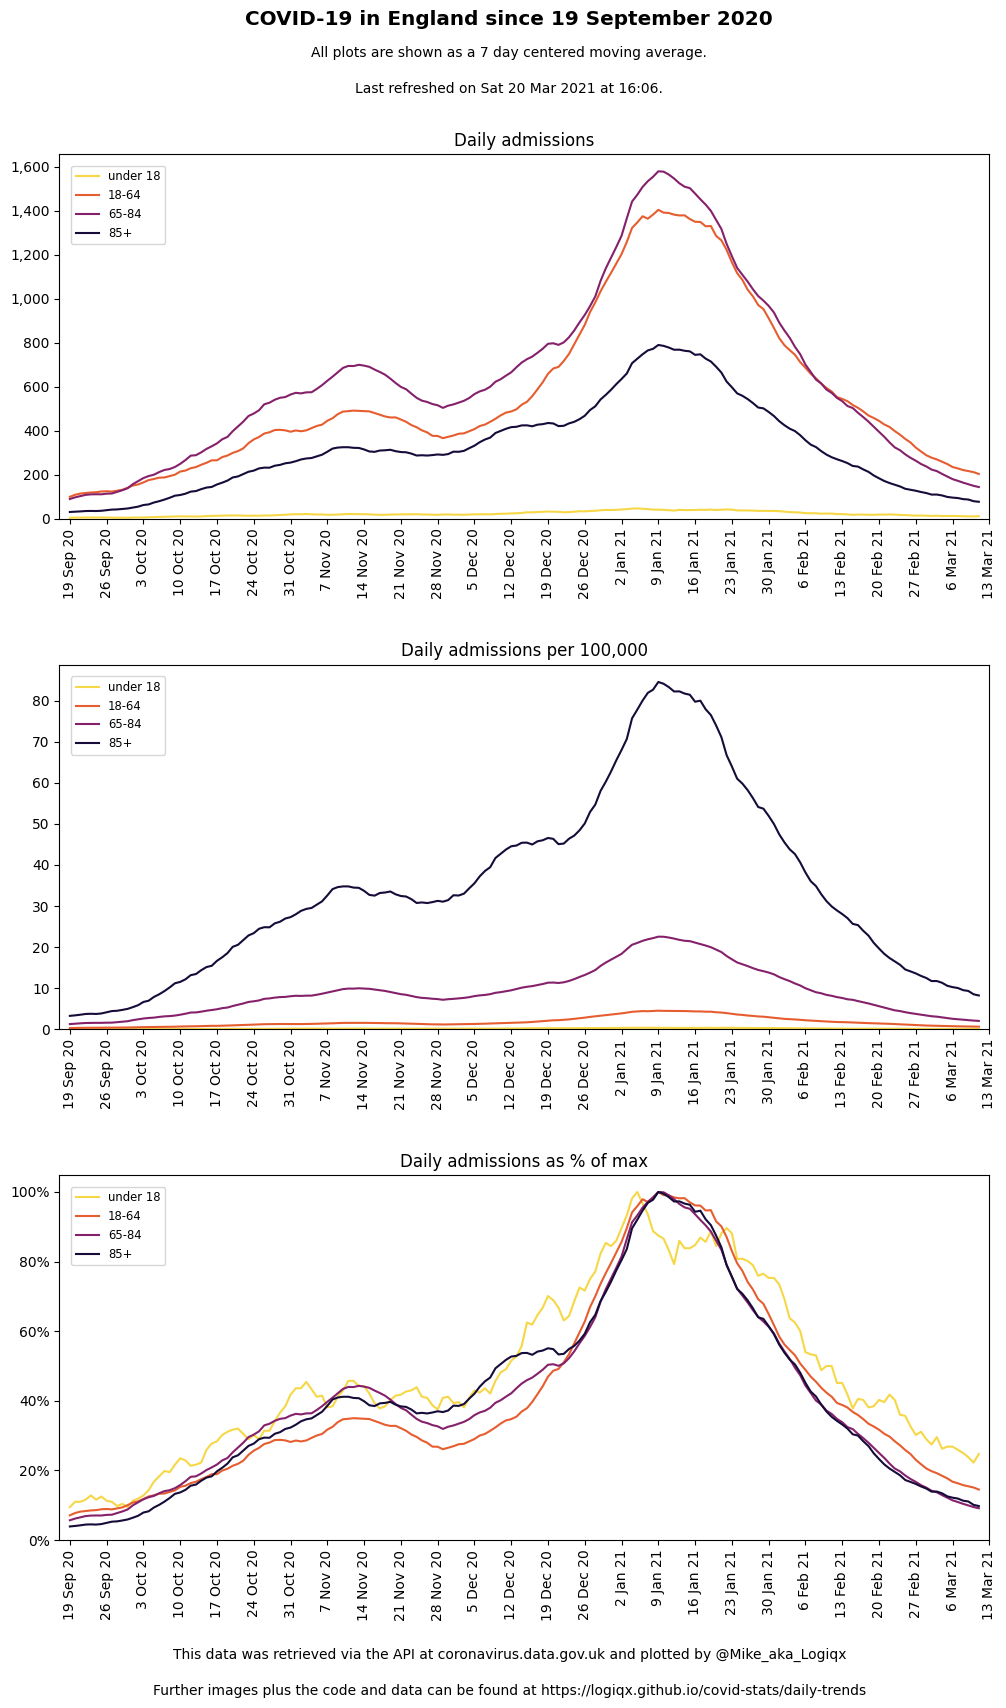 COVID-19 in England since 19 September 2020
All plots are shown as a 7 day centered moving average.
Last refreshed on Sat 20 Mar 2021 at 16:06.
Daily admissions
under 18
18-64
65-84
85+
1,600
1,400
1,200
1,000
800
600
400
200
0
19 Sep 20
26 Sep 20
3 Oct 20
10 Oct 20
17 Oct 20
24 Oct 20
31 Oct 20
7 Nov 20
14 Nov 20
21 Nov 20
28 Nov 20
5 Dec 20
12 Dec 20
19 Dec 20
26 Dec 20
2 Jan 21
9 Jan 21
16 Jan 21
23 Jan 21
30 Jan 21
6 Feb 21
13 Feb 21
20 Feb 21
27 Feb 21
6 Mar 21
13 Mar 21
Daily admissions per 100,000
under 18
18-64
65-84
85+
80
70
60
50
40
30
20
10
0
19 Sep 20
26 Sep 20
3 Oct 20
10 Oct 20
17 Oct 20
24 Oct 20
31 Oct 20
7 Nov 20
14 Nov 20
21 Nov 20
28 Nov 20
5 Dec 20
12 Dec 20
19 Dec 20
26 Dec 20
2 Jan 21
9 Jan 21
16 Jan 21
23 Jan 21
30 Jan 21
6 Feb 21
13 Feb 21
20 Feb 21
27 Feb 21
6 Mar 21
13 Mar 21
Daily admissions as % of max
under 18
18-64
65-84
85+
100%
80%
60%
40%
20%
0%
19 Sep 20
26 Sep 20
3 Oct 20
10 Oct 20
17 Oct 20
24 Oct 20
31 Oct 20
7 Nov 20
14 Nov 20
21 Nov 20
28 Nov 20
5 Dec 20
12 Dec 20
19 Dec 20
26 Dec 20
2 Jan 21
9 Jan 21
16 Jan 21
23 Jan 21
30 Jan 21
6 Feb 21
13 Feb 21
20 Feb 21
27 Feb 21
6 Mar 21
13 Mar 21
This data was retrieved via the API at coronavirus.data.gov.uk and plotted by @Mike_aka_Logiqx
Further images plus the code and data can be found at https://logiqx.github.io/covid-stats/daily-trends